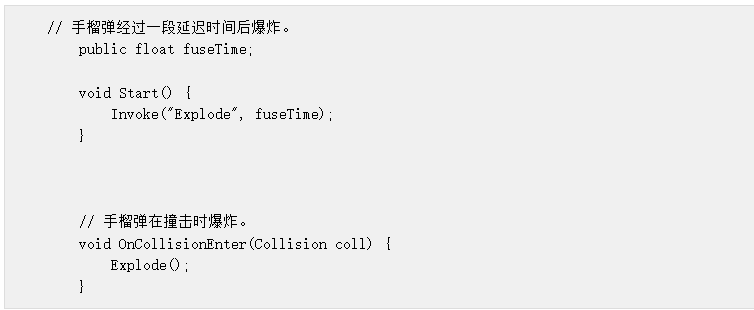 // 手榴弹经过一段延迟时间后爆炸。
public float fuseTime;
void Start() {
Invoke("Explode", fuseTime);
}
// 手榴弹在撞击时爆炸。
void OnCollisionEnter(Collision coll) {
Explode();
}